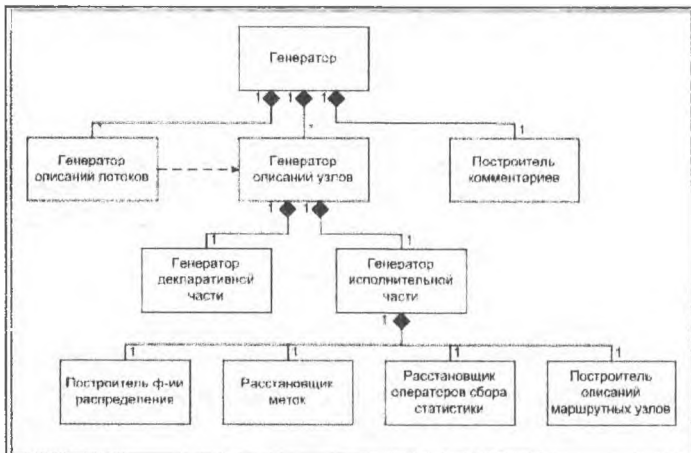 Генератор
1 1 1
* * 1
Генератор
описаний потоков
Генератор
описаний узлов
Построитель
комментариев
1 1
1 1
Генератор
декларативной
части
Генератор
исполнительной
части
1
1 1 1 1
Построитель ф-ии
распределения
Расстановщик
меток
Расстановщик
операторов сбора
статистики
Построитель
описаний
маршрутных узлов